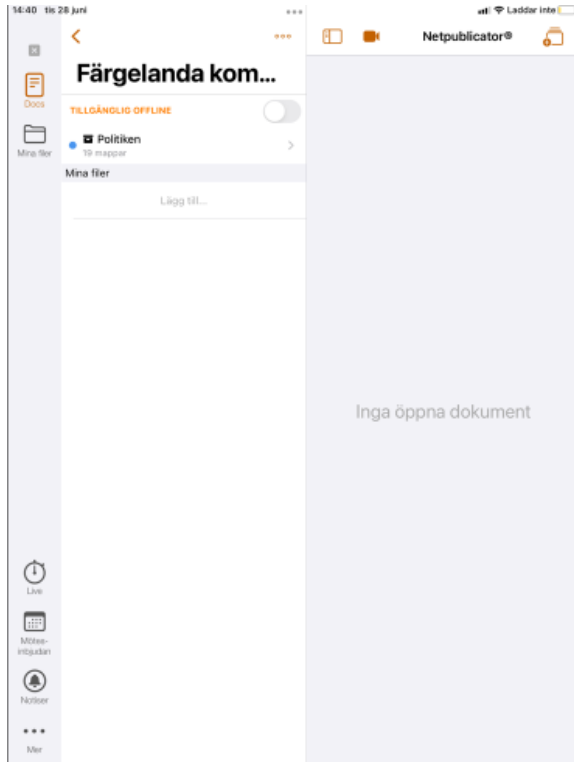 14:40 tis 28 juni
Laddar inte
Netpublicator®
Färgelanda kom...
Docs
TILLGÄNGLIG OFFLINE
Politiken
19 mappar
Mina filer
Mina filer
Lägg till...
Inga öppna dokument
Live
Mötes-
inbjudan
Notiser
Mer